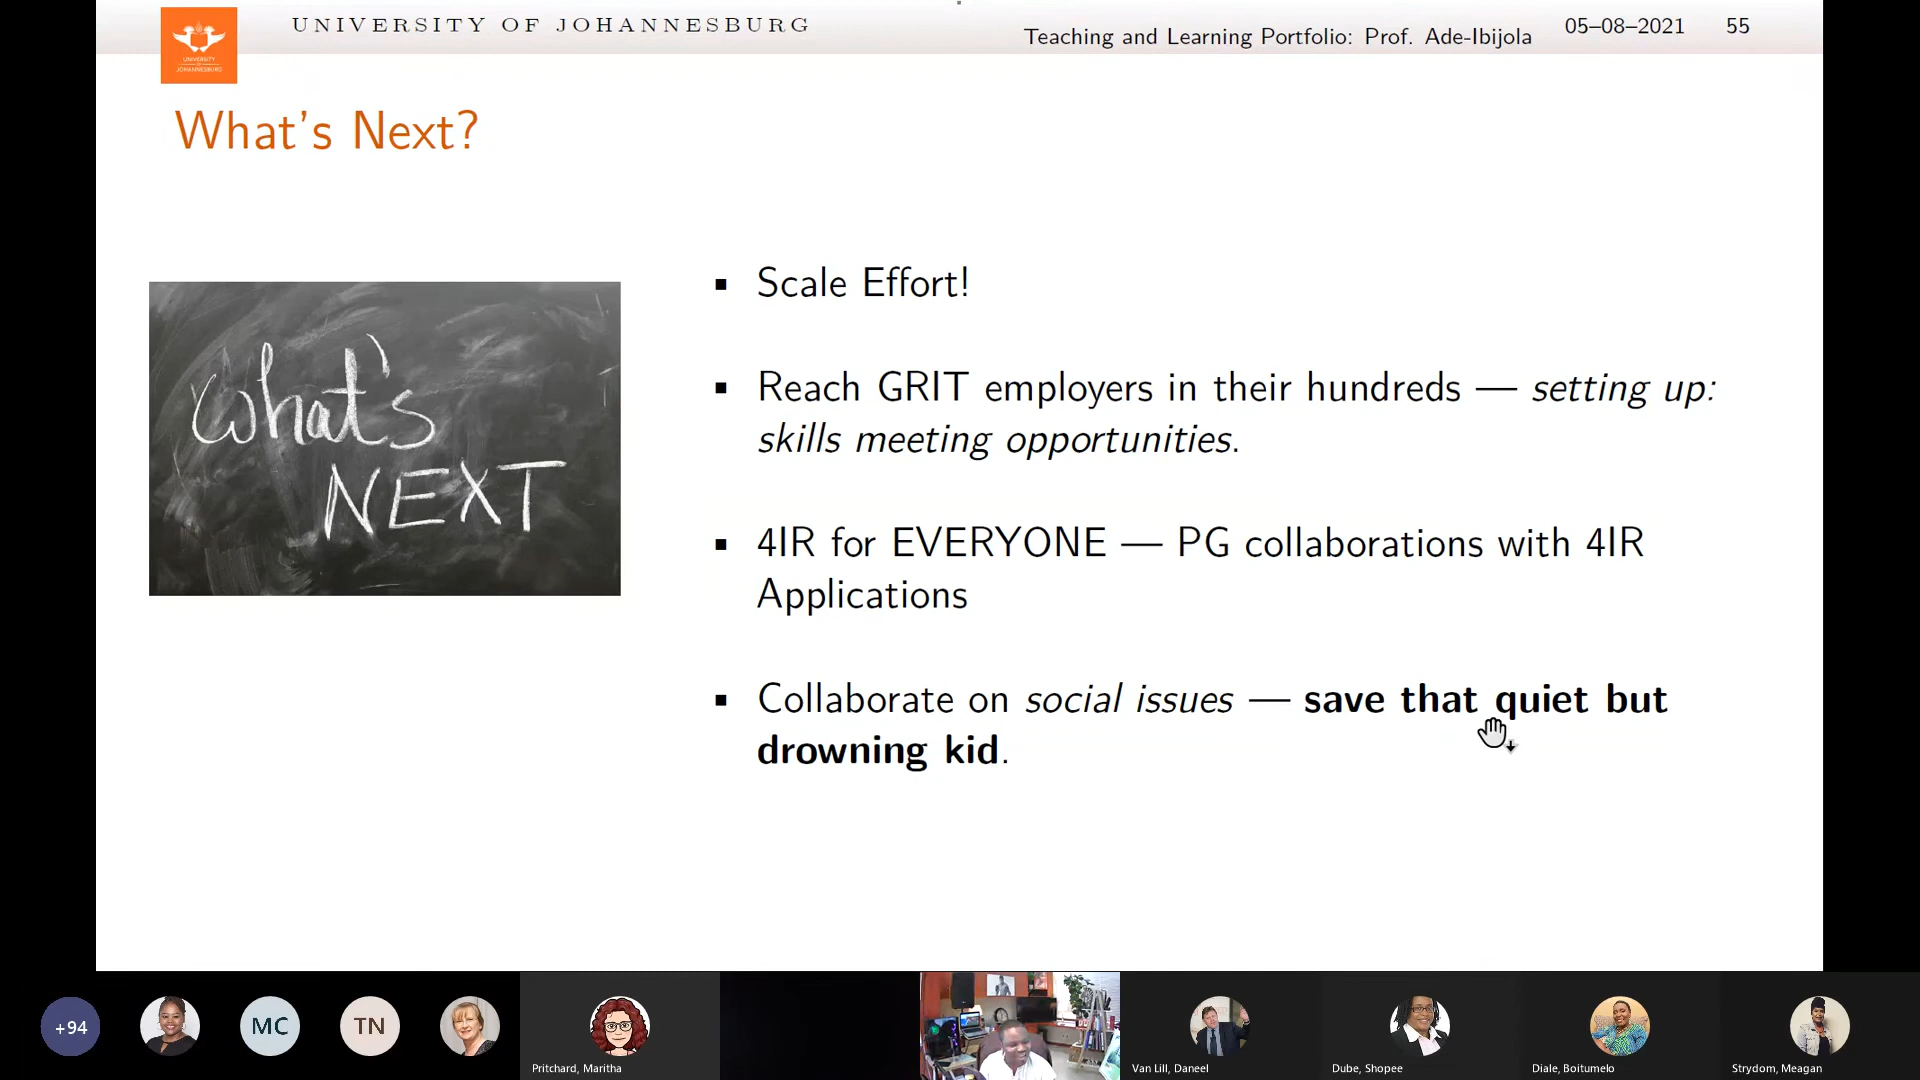 UNIVERSITY OF JOHANNESBURG
Teaching and Learning Portfolio: Prof. Ade-Ibijola
05–08–2021
55
UNIVERSITY
OF
JOHANNESBURG
What's Next?
What's
NEXT
▪ Scale Effort!
▪ Reach GRIT employers in their hundreds — setting up:
skills meeting opportunities.
▪ 4IR for EVERYONE — PG collaborations with 4IR
Applications
▪ Collaborate on social issues — save that quiet but
drowning kid.
+94
MC
TN
Pritchard, Maritha
Van Lill, Daneel
Dube, Shopee
Diale, Boitumelo
Strydom, Meagan